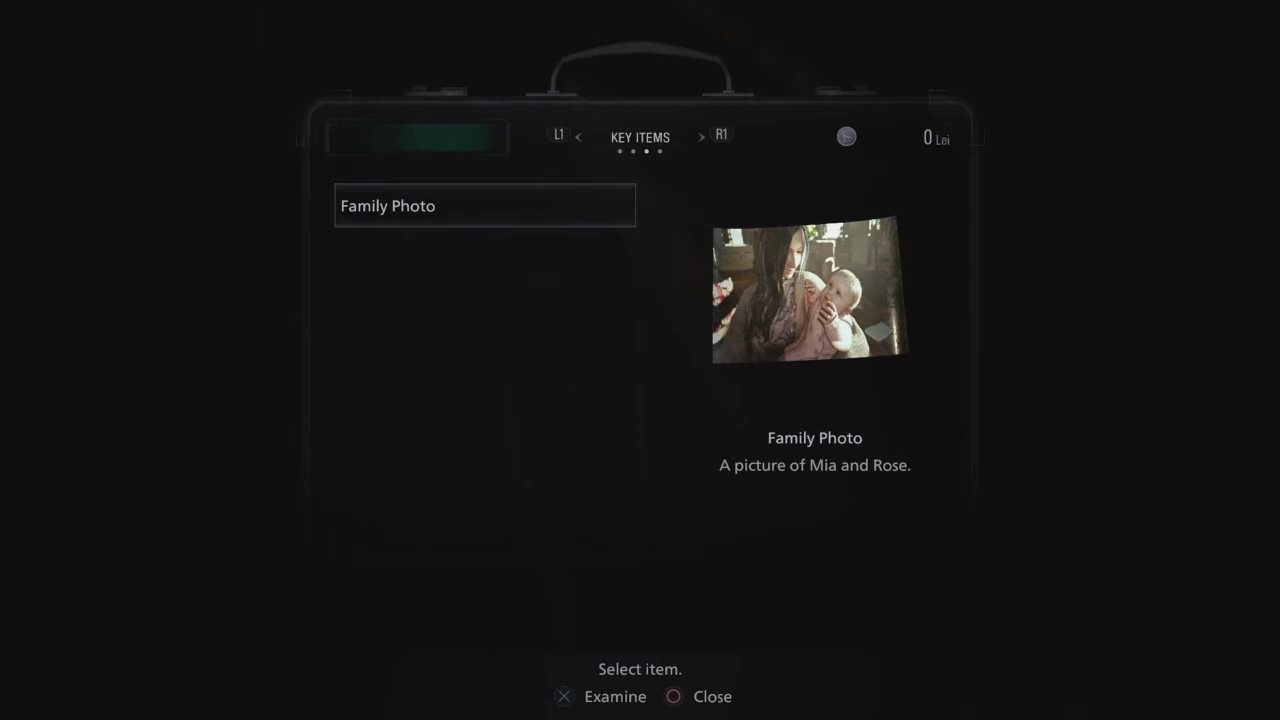 L1 < KEY ITEMS > R1
0 Lei
Family Photo
Family Photo
A picture of Mia and Rose.
Select item.
Examine Close